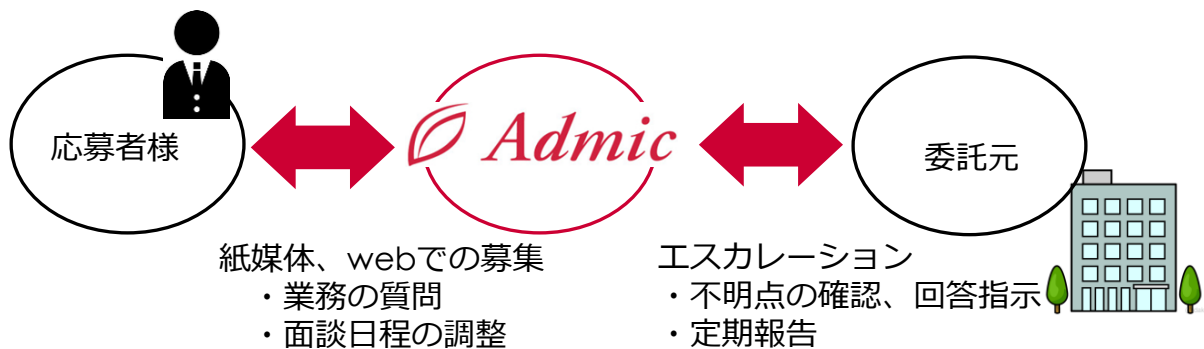 応募者様
Admic
委託元
紙媒体、webでの募集
・業務の質問
・面談日程の調整
エスカレーション
・不明点の確認、回答指示
・定期報告